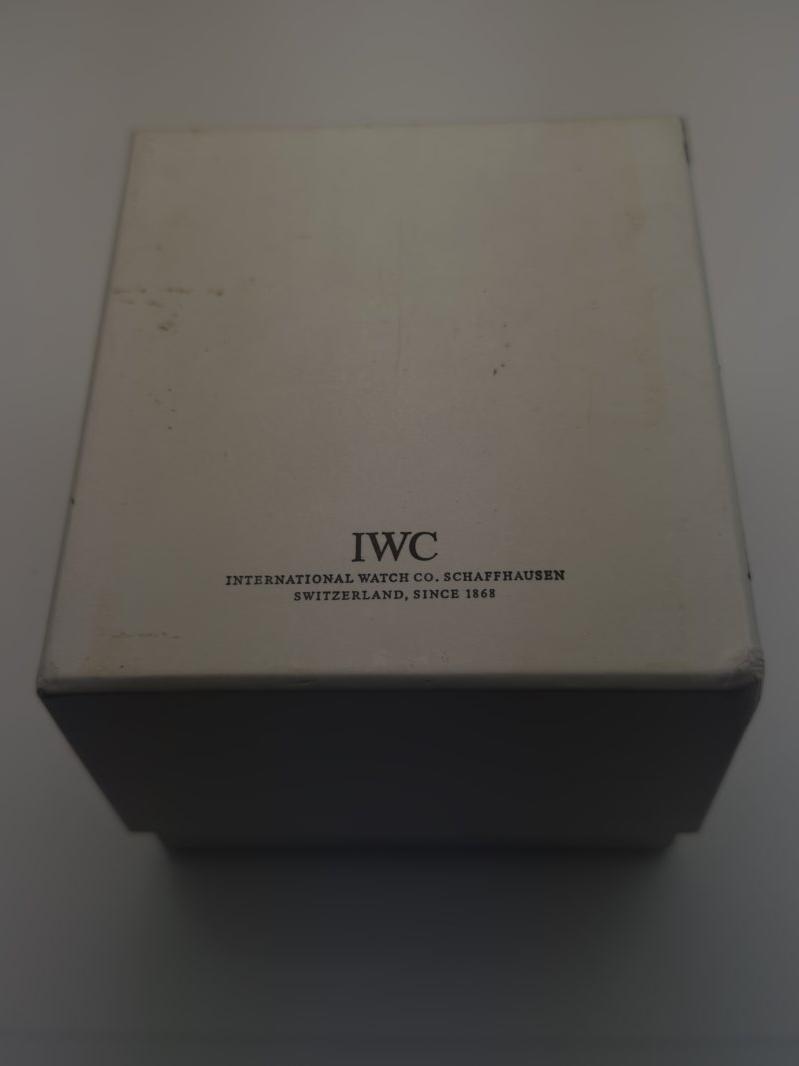 IWC
INTERNATIONAL WATCH CO. SCHAFFHAUSEN
SWITZERLAND, SINCE 1868